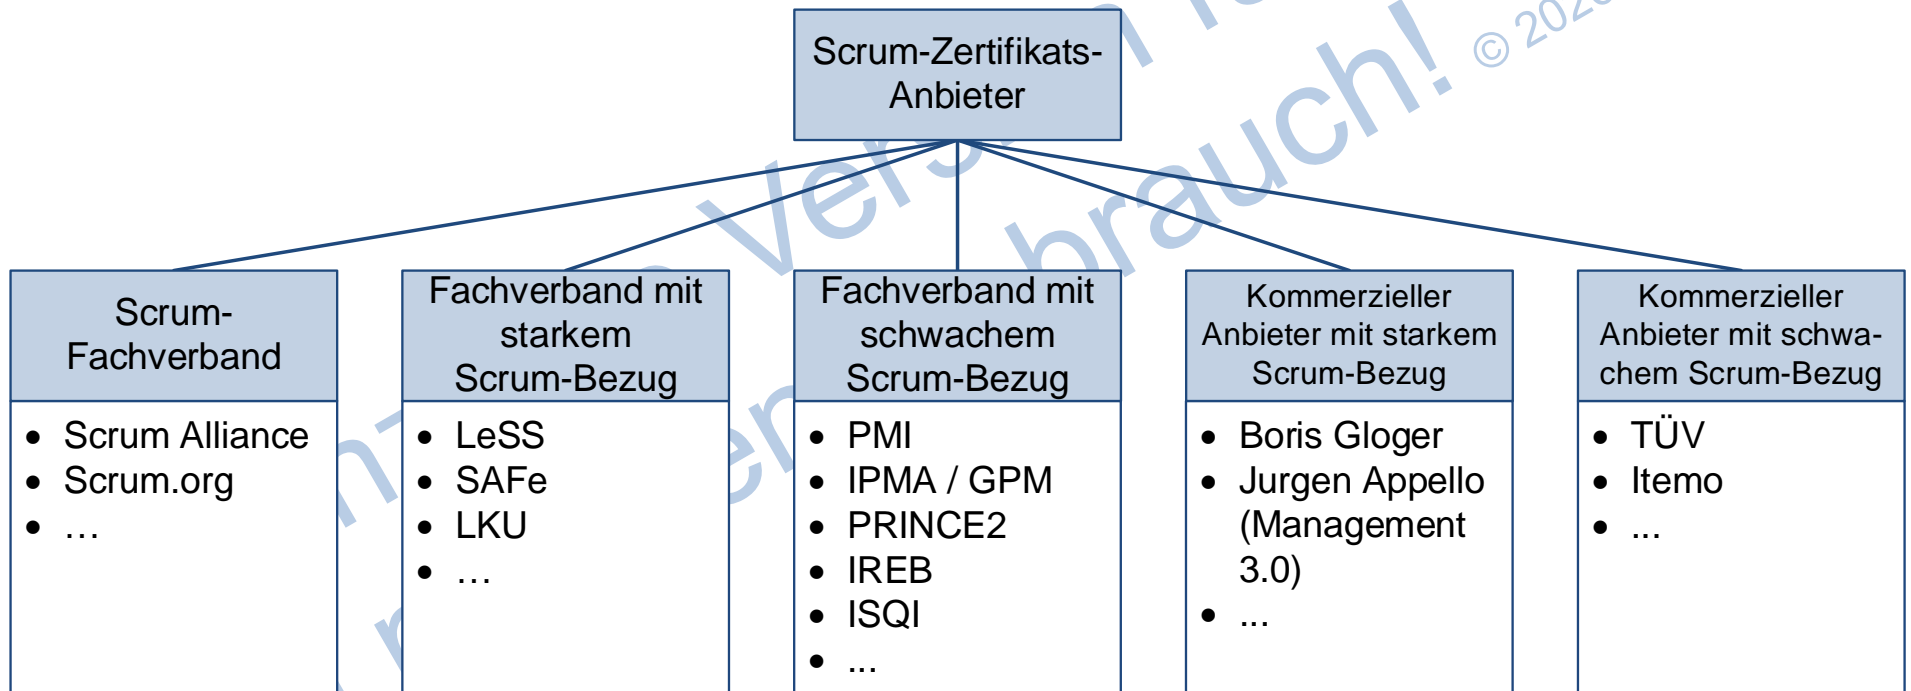 Scrum-Zertifikats-
Anbieter
© 202
brauch!
Scrum-
Fachverband
• Scrum Alliance
• Scrum.org
• …
Fachverband mit
starkem
Scrum-Bezug
• LeSS
• SAFe
• LKU
• …
Fachverband mit
schwachem
Scrum-Bezug
• PMI
• IPMA / GPM
• PRINCE2
• IREB
• ISQI
• ...
Kommerzieller
Anbieter mit starkem
Scrum-Bezug
• Boris Gloger
• Jurgen Appello
(Management
3.0)
• ...
Kommerzieller
Anbieter mit schwa-
chem Scrum-Bezug
• TÜV
• Itemo
• ...